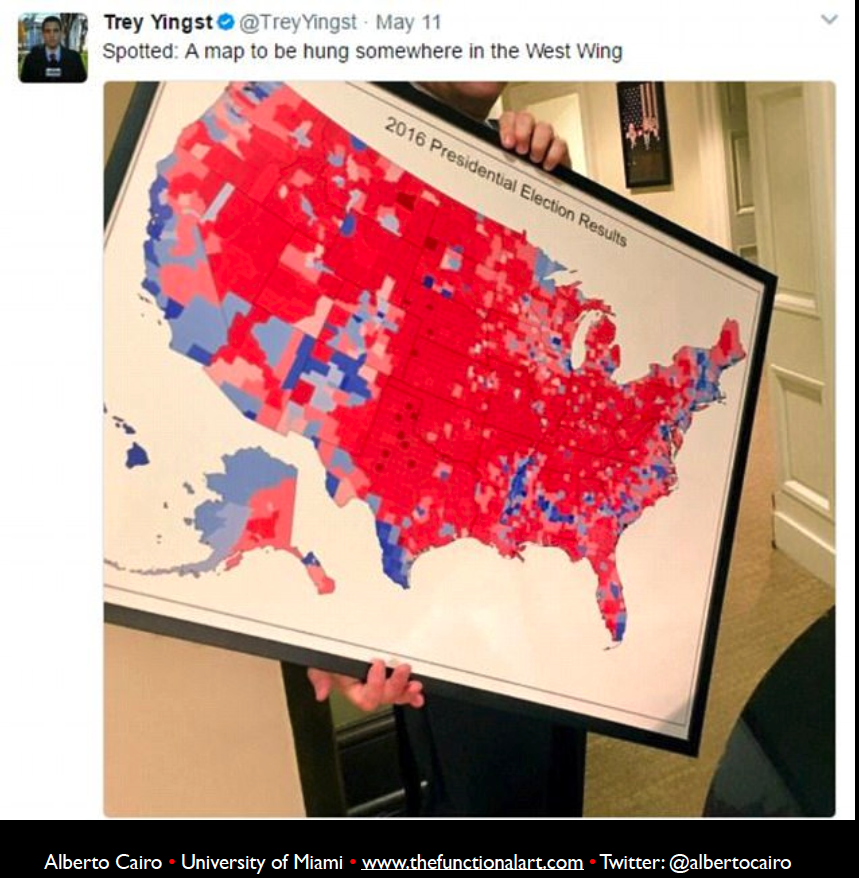 Trey Yingst @TreyYingst · May 11
Spotted: A map to be hung somewhere in the West Wing
2016 Presidential Election Results
Alberto Cairo • University of Miami • www.thefunctionalart.com • Twitter: @albertocairo